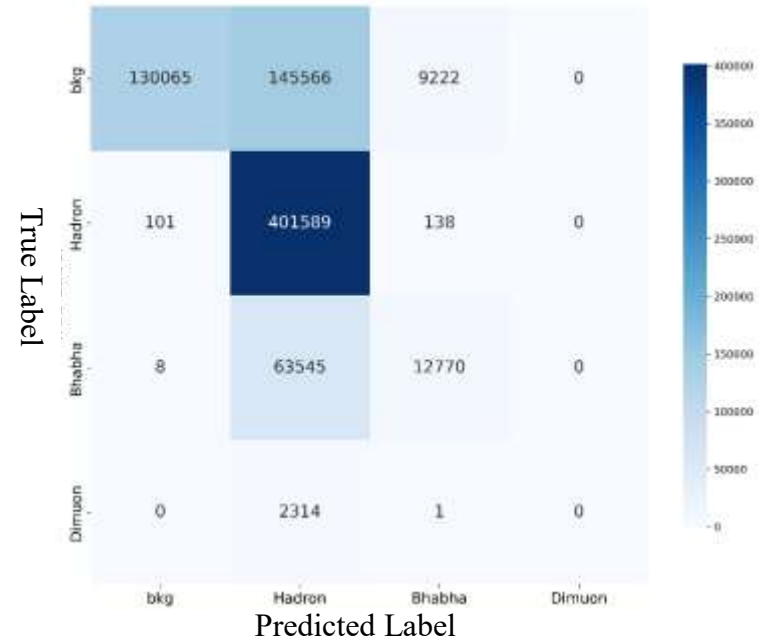 bkg 130065 145566 9222 0
Hadron 101 401589 138 0
Bhabha 8 63545 12770 0
Dimuon 0 2314 1 0
bkg Hadron Bhabha Dimuon
True Label
Predicted Label
400000
350000
300000
250000
200000
150000
100000
50000
0